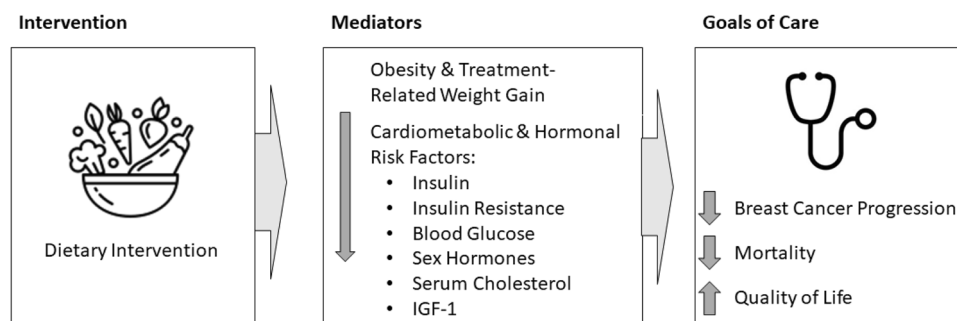 Intervention
Dietary Intervention
Mediators
Obesity & Treatment-
Related Weight Gain
Cardiometabolic & Hormonal
Risk Factors:
• Insulin
• Insulin Resistance
• Blood Glucose
• Sex Hormones
• Serum Cholesterol
• IGF-1
Goals of Care
Breast Cancer Progression
Mortality
Quality of Life